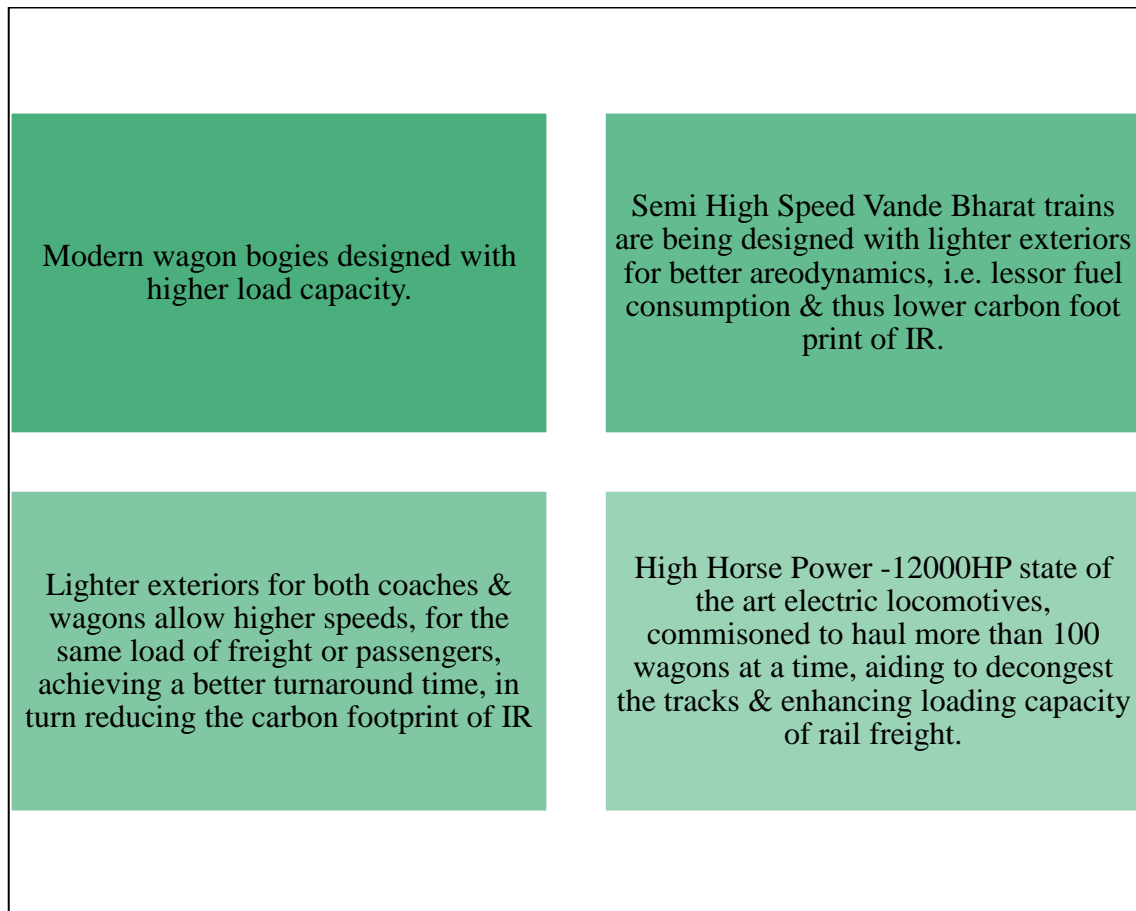 Modern wagon bogies designed with
higher load capacity.
Semi High Speed Vande Bharat trains
are being designed with lighter exteriors
for better areodynamics, i.e. lessor fuel
consumption & thus lower carbon foot
print of IR.
Lighter exteriors for both coaches &
wagons allow higher speeds, for the
same load of freight or passengers,
achieving a better turnaround time, in
turn reducing the carbon footprint of IR
High Horse Power -12000HP state of
the art electric locomotives,
commisoned to haul more than 100
wagons at a time, aiding to decongest
the tracks & enhancing loading capacity
of rail freight.